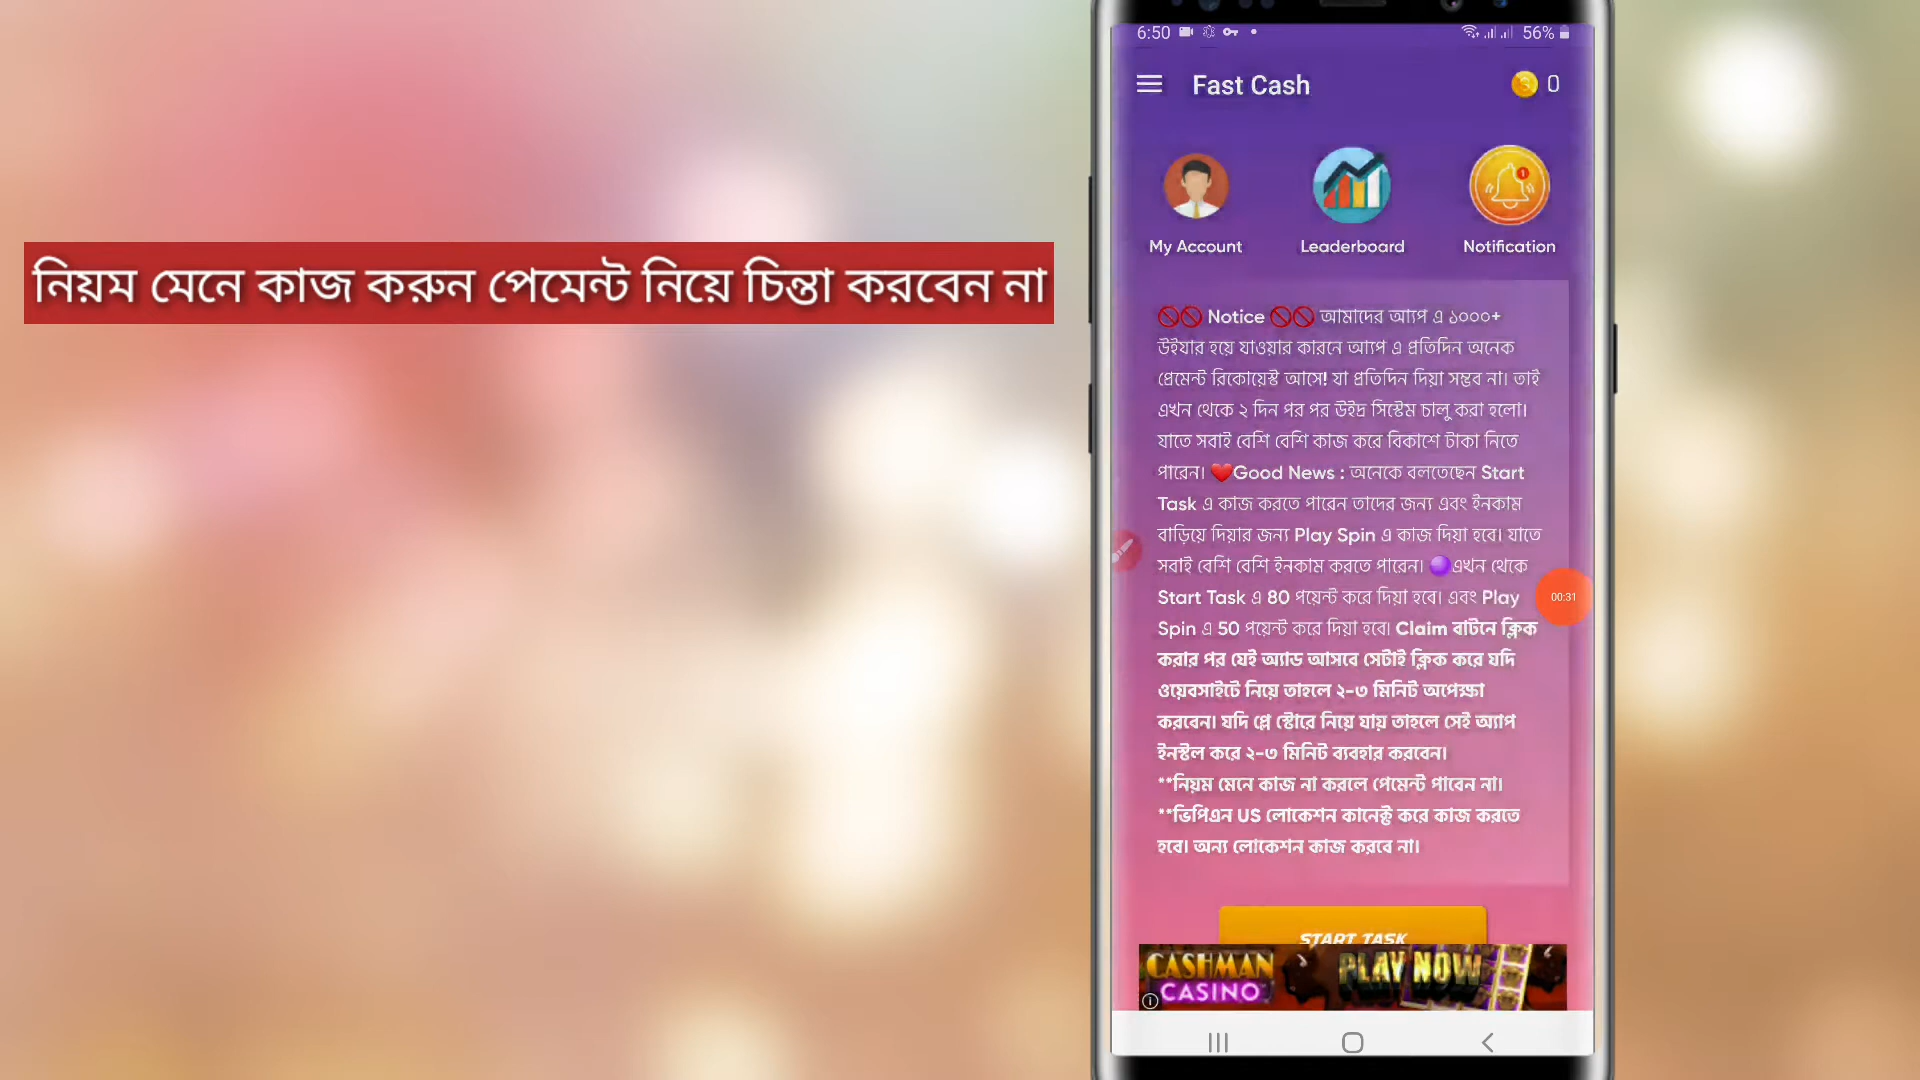 নিয়ম মেনে কাজ করুন পেমেন্ট নিয়ে চিন্তা করবেন না
6:50
56%
Fast Cash
0
My Account
Leaderboard
Notification
🚫🚫 Notice 🚫🚫 আমাদের আ্যপ এ ১০০০+
উইযার হয়ে যাওয়ার কারনে আ্যপ এ প্রতিদিন অনেক
প্রেমেন্ট রিকোয়েস্ট আসে! যা প্রতিদিন দিয়া সম্ভব না। তাই
এখন থেকে ২ দিন পর পর উইদ্র সিস্টেম চালু করা হলো।
যাতে সবাই বেশি বেশি কাজ করে বিকাশে টাকা নিতে
পারেন। ❤️Good News : অনেকে বলতেছেন Start
Task এ কাজ করতে পারেন তাদের জন্য এবং ইনকাম
বাড়িয়ে দিয়ার জন্য Play Spin এ কাজ দিয়া হবে। যাতে
সবাই বেশি বেশি ইনকাম করতে পারেন। 🟣এখন থেকে
Start Task এ 80 পয়েন্ট করে দিয়া হবে। এবং Play
Spin এ 50 পয়েন্ট করে দিয়া হবে। Claim বাটনে ক্লিক
করার পর যেই অ্যাড আসবে সেটাই ক্লিক করে যদি
ওয়েবসাইটে নিয়ে তাহলে ২-৩ মিনিট অপেক্ষা
করবেন। যদি প্লে স্টোরে নিয়ে যায় তাহলে সেই অ্যাপ
ইনস্টল করে ২-৩ মিনিট ব্যবহার করবেন।
**নিয়ম মেনে কাজ না করলে পেমেন্ট পাবেন না।
**ভিপিএন US লোকেশন কানেক্ট করে কাজ করতে
হবে। অন্য লোকেশন কাজ করবে না।
00:31
START TASK
CASHMAN CASINO
PLAY NOW